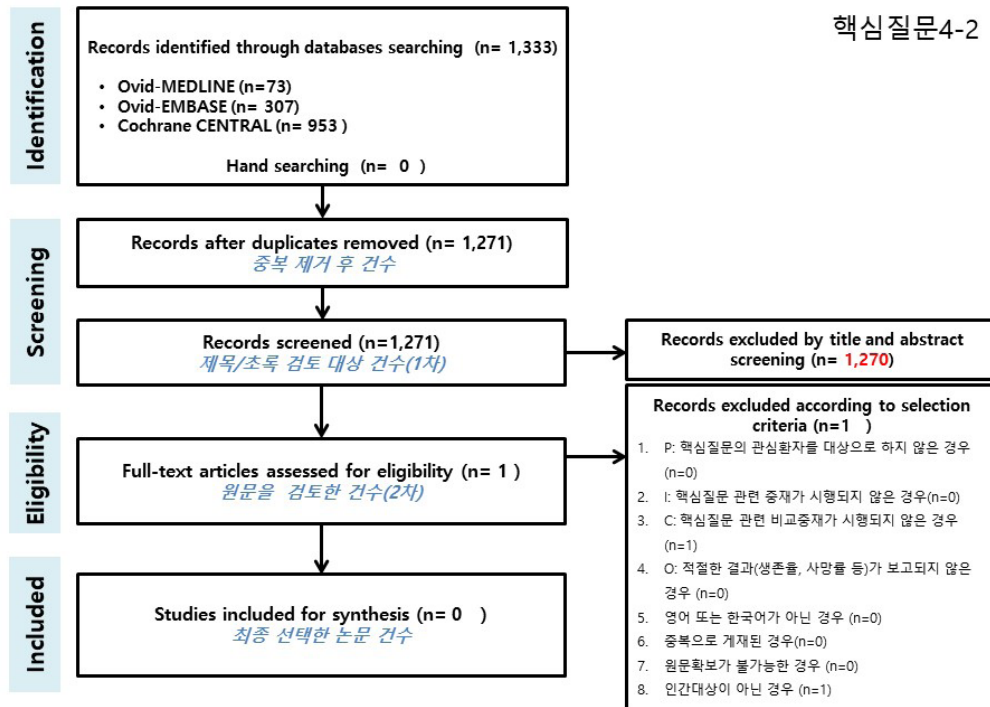 핵심질문4-2
Identification
Records identified through databases searching (n= 1,333)
• Ovid-MEDLINE (n=73)
• Ovid-EMBASE (n= 307)
• Cochrane CENTRAL (n= 953 )
Hand searching (n= 0 )
Screening
Records after duplicates removed (n= 1,271)
중복 제거 후 건수
Records screened (n=1,271)
제목/초록 검토 대상 건수(1차)
Records excluded by title and abstract
screening (n= 1,270)
Eligibility
Full-text articles assessed for eligibility (n= 1 )
원문을 검토한 건수(2차)
Records excluded according to selection
criteria (n=1 )
1. P: 핵심질문의 관심환자를 대상으로 하지 않은 경우
(n=0)
2. I: 핵심질문 관련 중재가 시행되지 않은 경우(n=0)
3. C: 핵심질문 관련 비교중재가 시행되지 않은 경우
(n=1)
4. O: 적절한 결과(생존율, 사망률 등)가 보고되지 않은
경우 (n=0)
5. 영어 또는 한국어가 아닌 경우 (n=0)
6. 중복으로 게재된 경우(n=0)
7. 원문확보가 불가능한 경우 (n=0)
8. 인간대상이 아닌 경우 (n=1)
Included
Studies included for synthesis (n= 0 )
최종 선택한 논문 건수